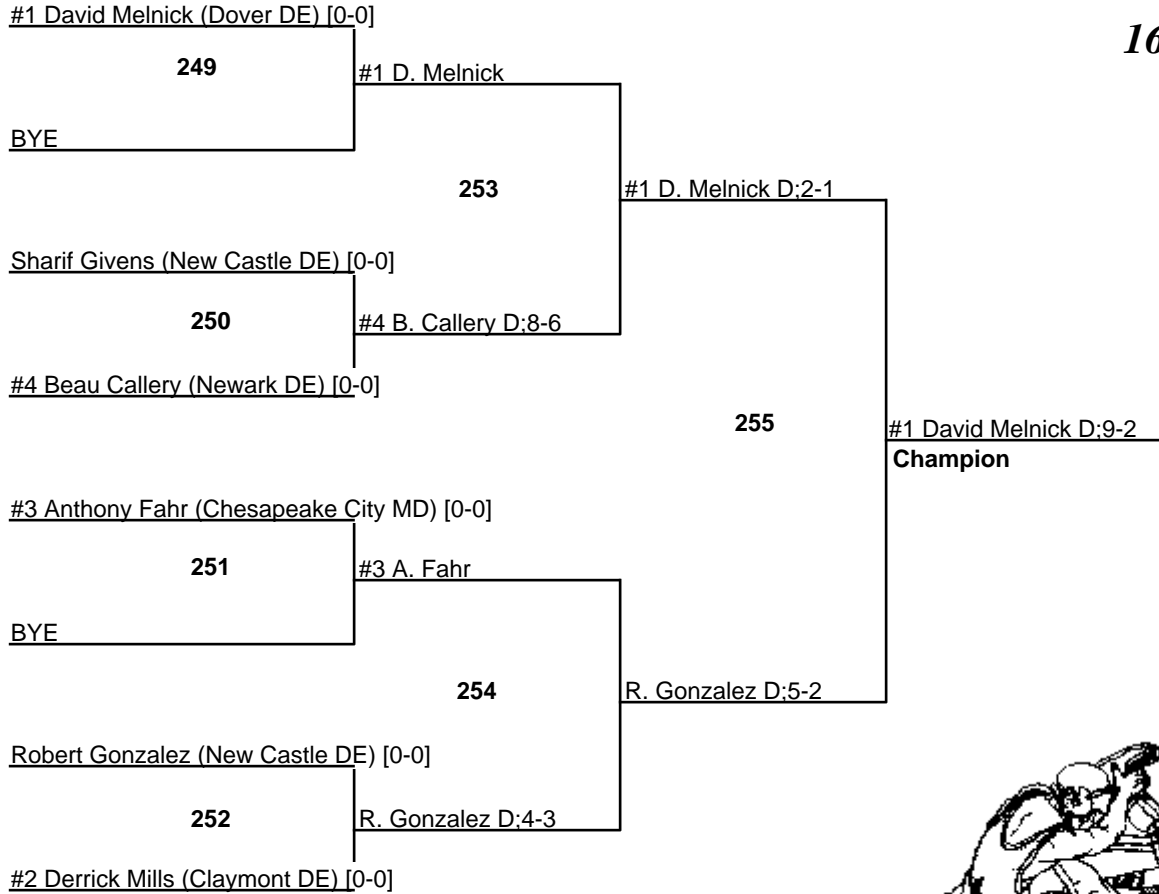 #1 David Melnick (Dover DE) [0-0]
16
249
#1 D. Melnick
BYE
253
#1 D. Melnick D;2-1
Sharif Givens (New Castle DE) [0-0]
250
#4 B. Callery D;8-6
#4 Beau Callery (Newark DE) [0-0]
255
#1 David Melnick D;9-2
Champion
#3 Anthony Fahr (Chesapeake City MD) [0-0]
251
#3 A. Fahr
BYE
254
R. Gonzalez D;5-2
Robert Gonzalez (New Castle DE) [0-0]
252
R. Gonzalez D;4-3
#2 Derrick Mills (Claymont DE) [0-0]